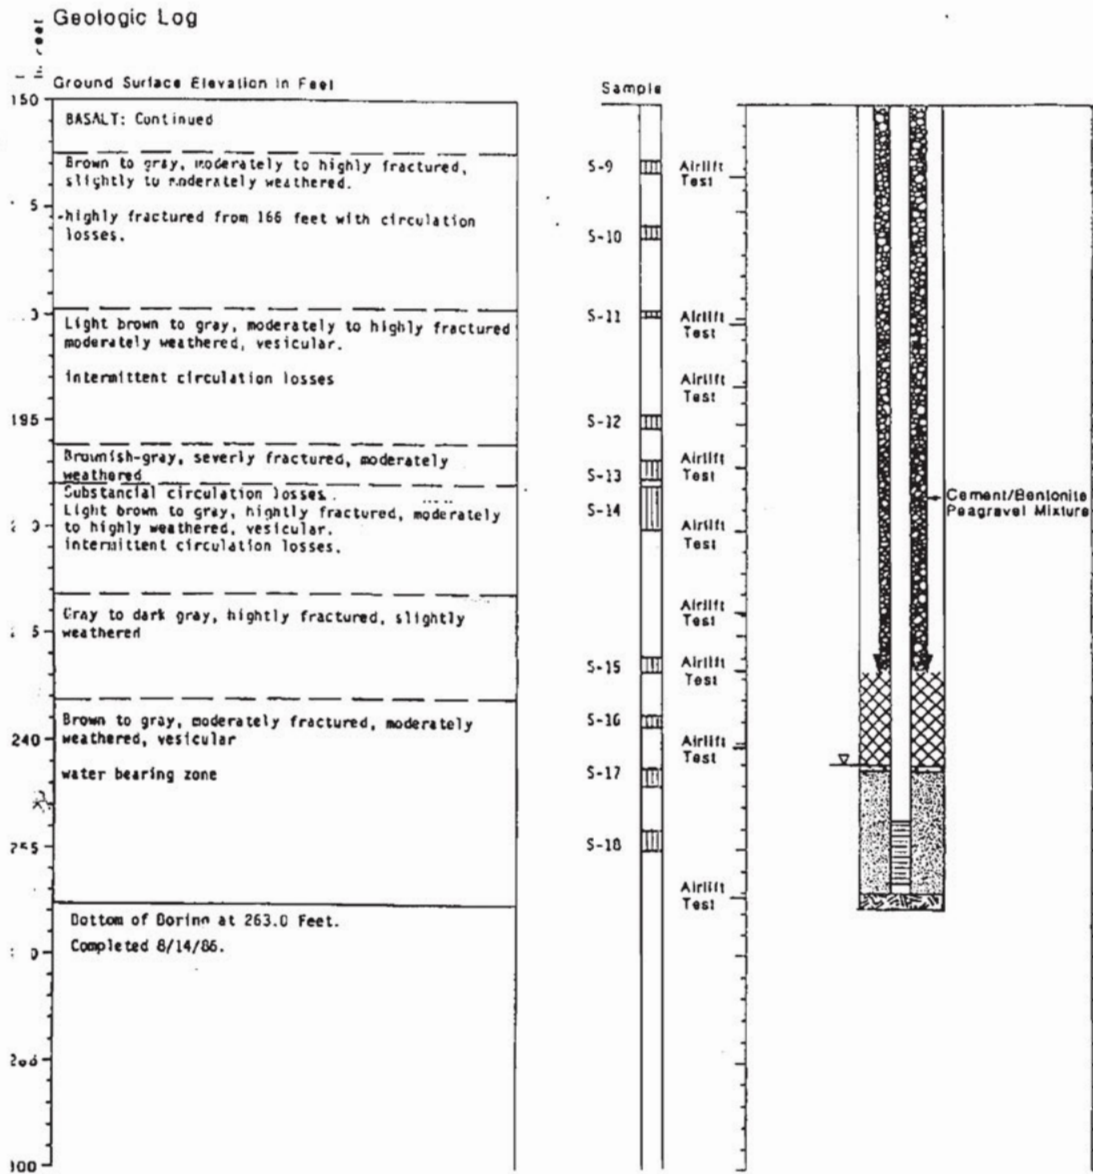 Geologic Log
Ground Surface Elevation in Feet
Sample
150
BASALT: Continued
Brown to gray, moderately to highly fractured,
slightly to moderately weathered.
-highly fractured from 166 feet with circulation
losses.
Light brown to gray, moderately to highly fractured
moderately weathered, vesicular.
intermittent circulation losses
195
Brownish-gray, severly fractured, moderately
weathered
Substancial circulation losses.
Light brown to gray, hightly fractured, moderately
to highly weathered, vesicular.
intermittent circulation losses.
Gray to dark gray, hightly fractured, slightly
weathered
Brown to gray, moderately fractured, moderately
weathered, vesicular
240
water bearing zone
Bottom of Boring at 263.0 Feet.
Completed 8/14/86.
S-9
S-10
S-11
S-12
S-13
S-14
S-15
S-16
S-17
S-18
Airlift
Test
Airlift
Test
Airlift
Test
Airlift
Test
Airlift
Test
Airlift
Test
Airlift
Test
Airlift
Test
Airlift
Test
Cement/Bentonite
Peagravel Mixture